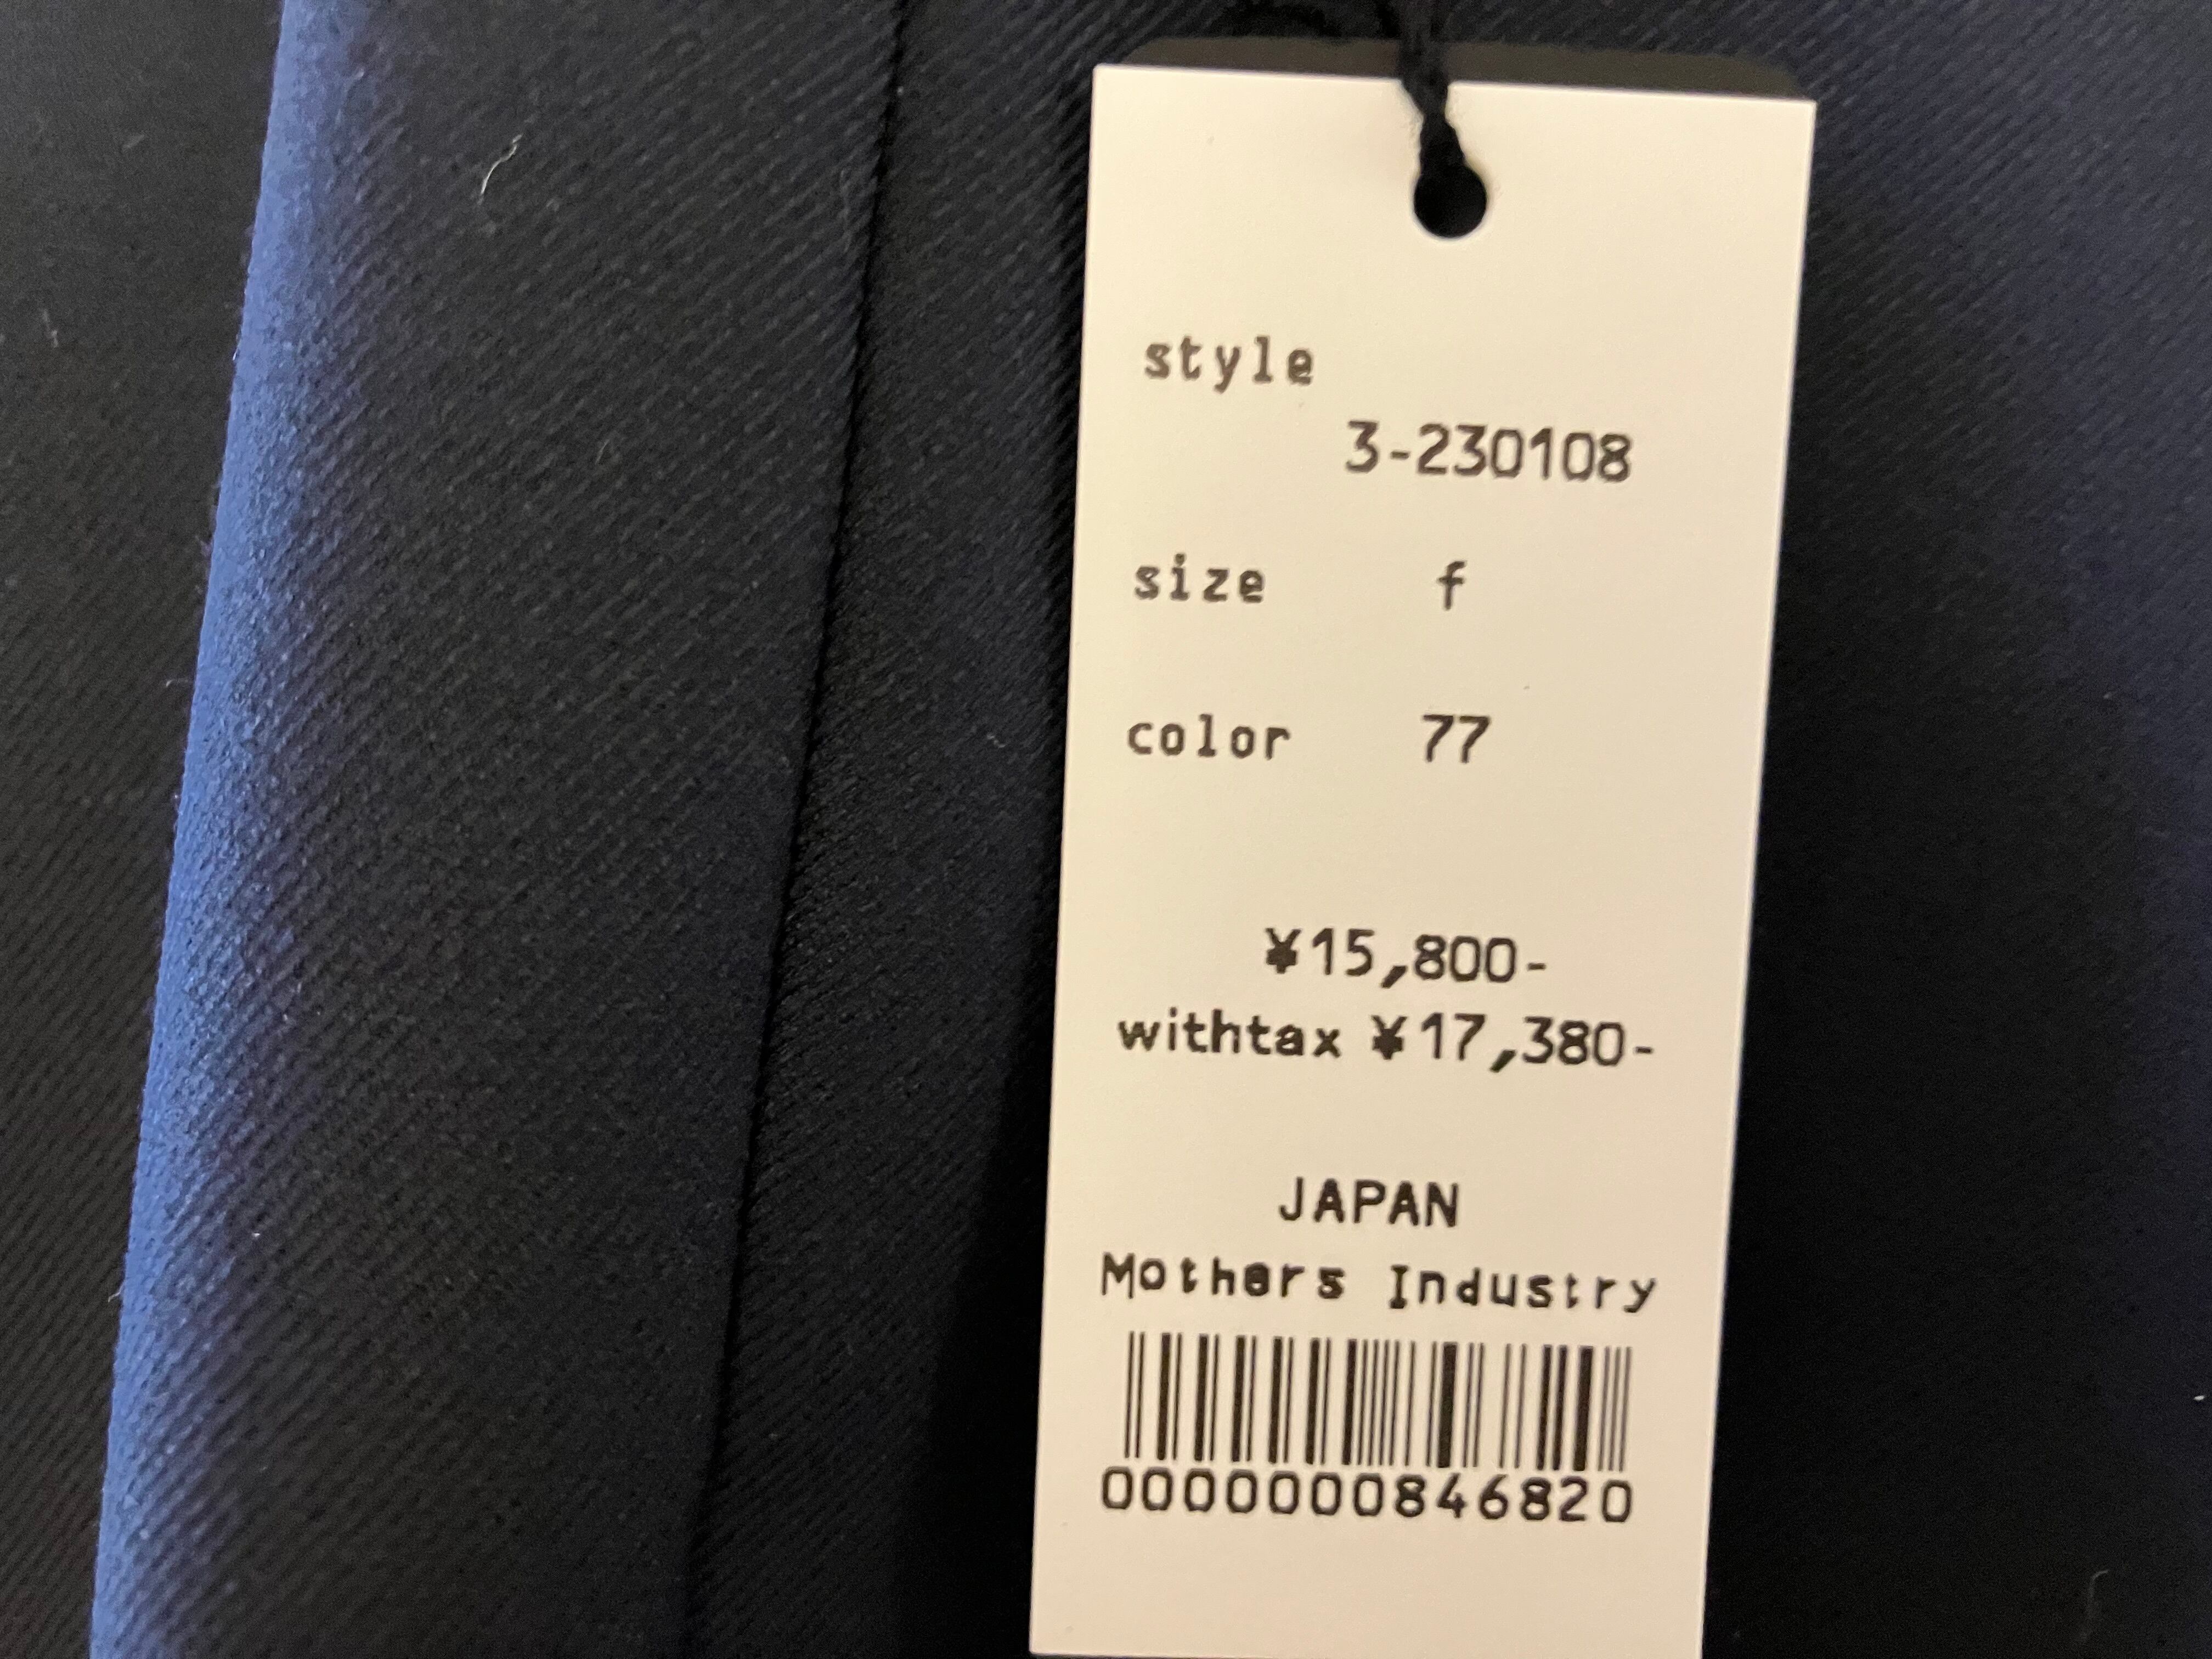 style
3-230108
size f
color 77
¥15,800-
withtax ¥17,380-
JAPAN
Mothers Industry
0000000846820